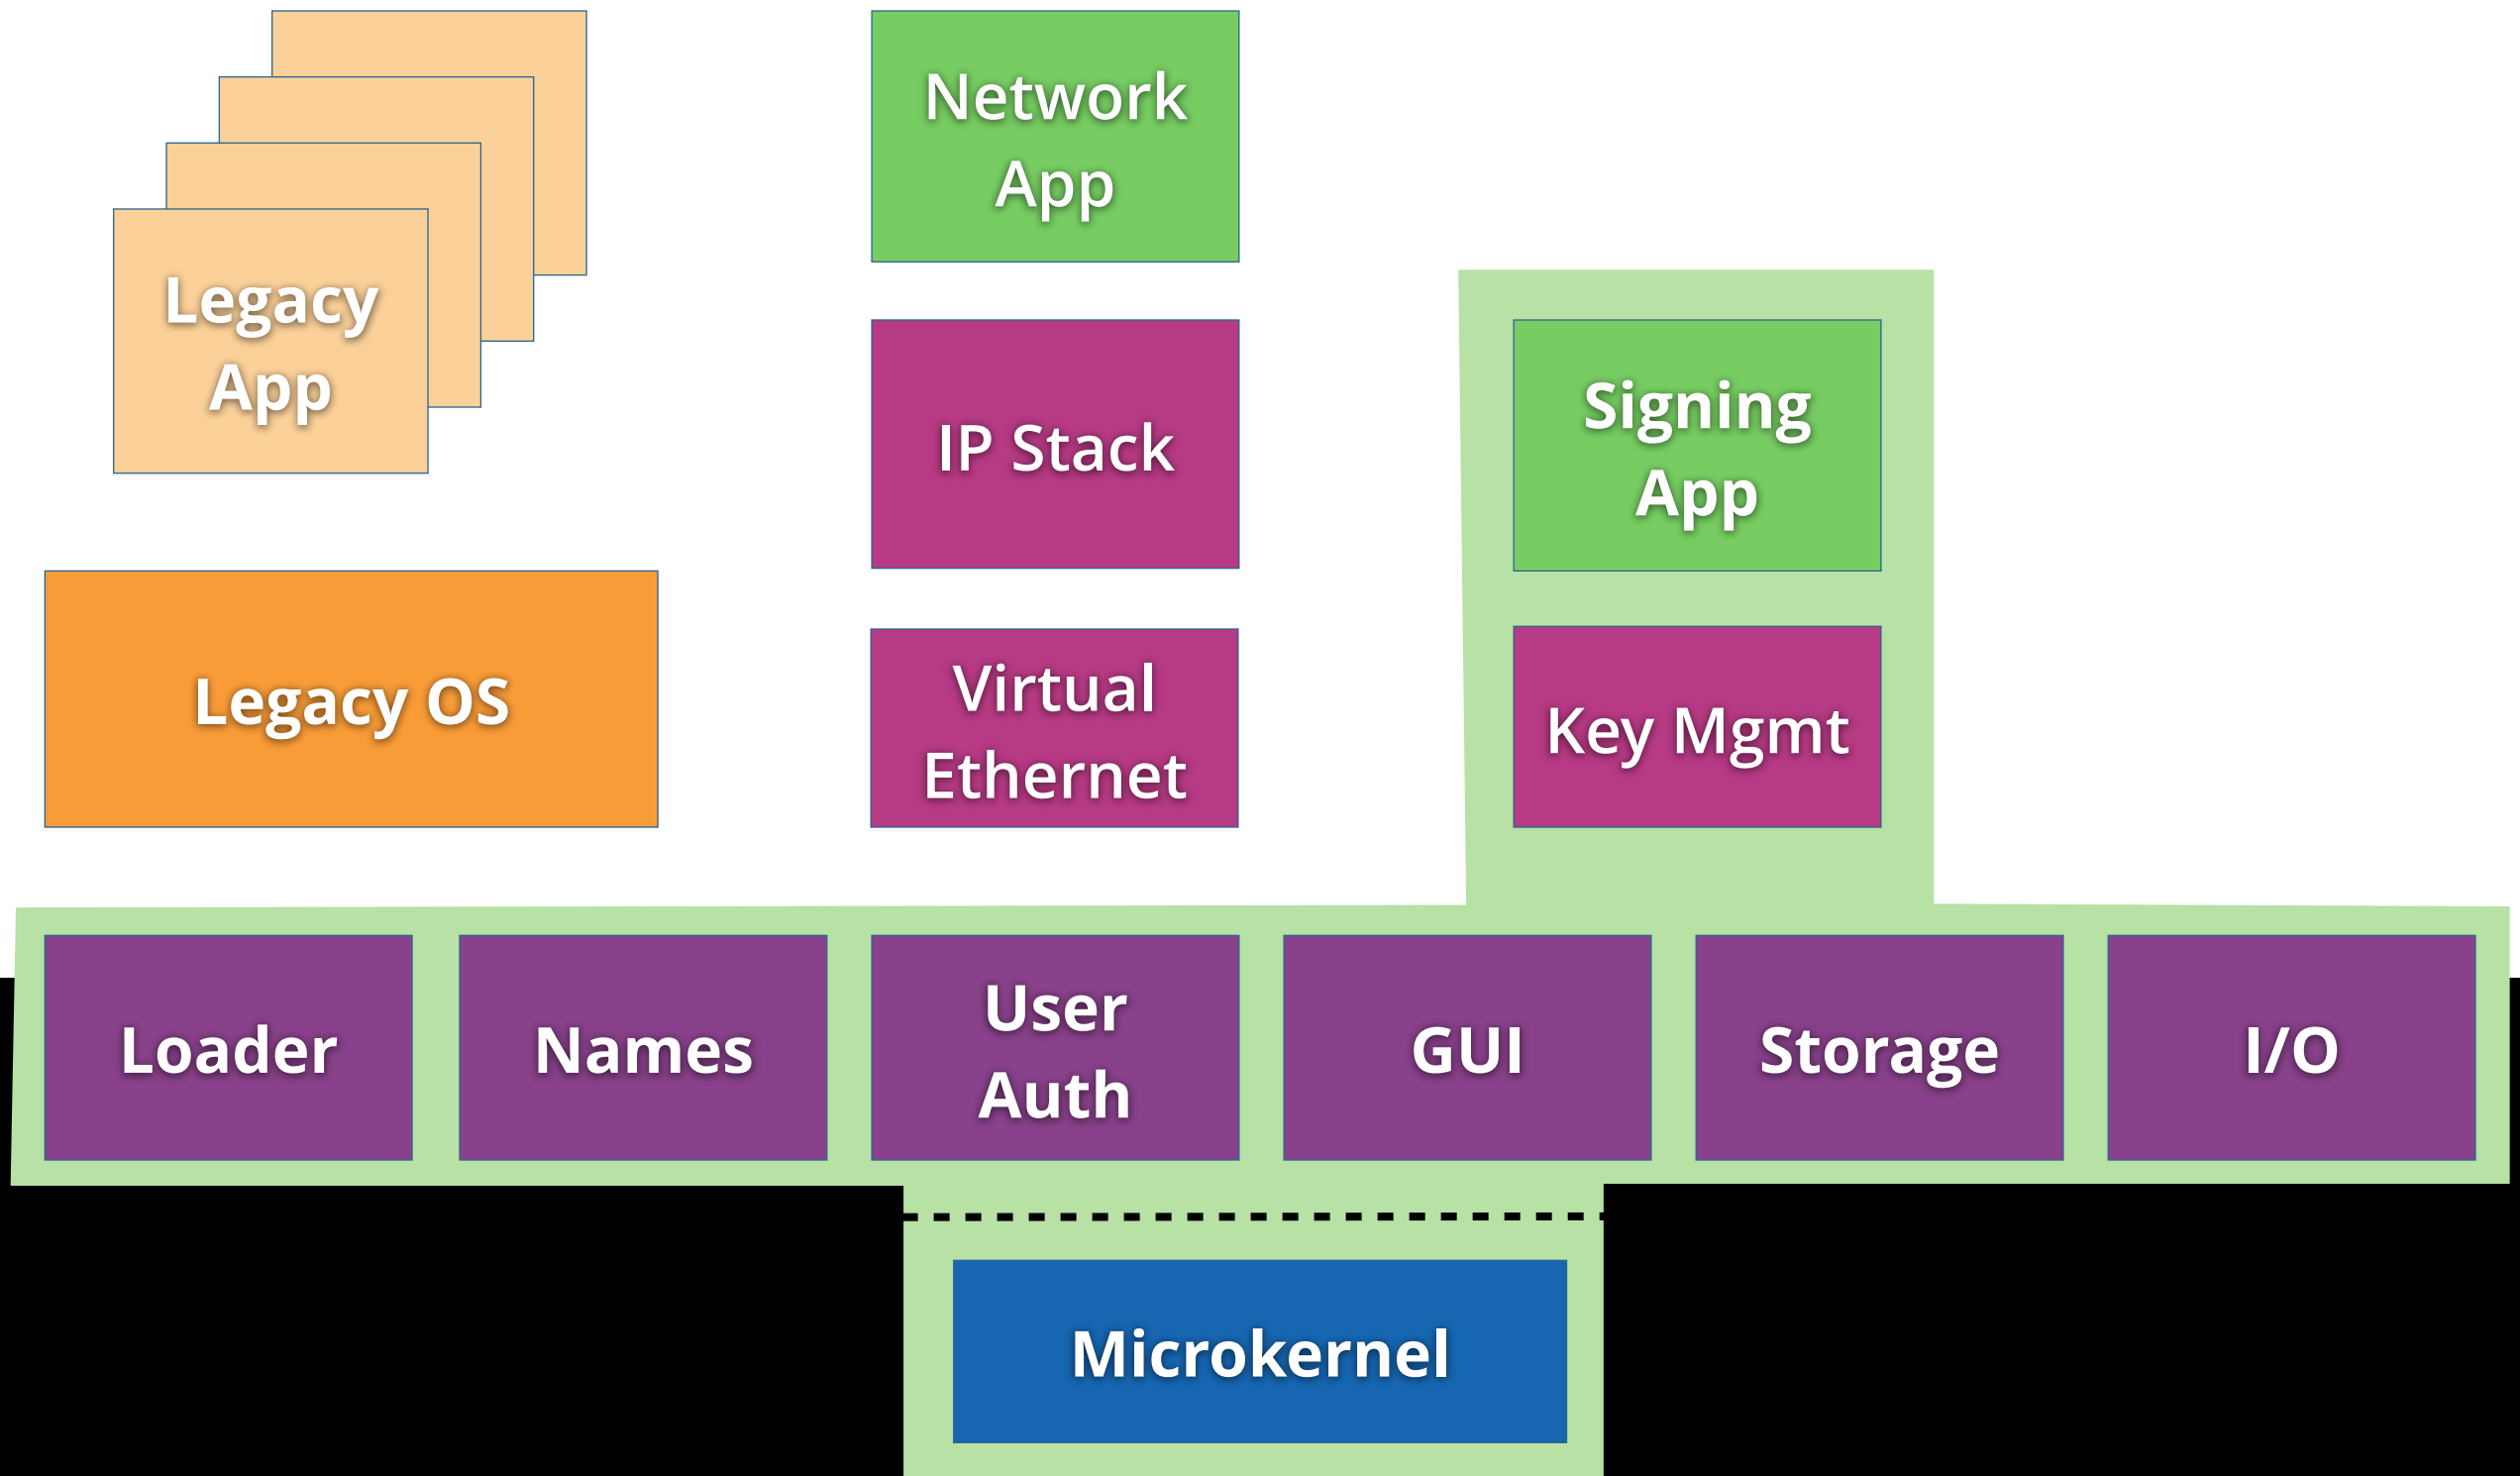 Network
App
Legacy
App
IP Stack
Signing
App
Legacy OS
Virtual
Ethernet
Key Mgmt
Loader
Names
User
Auth
GUI
Storage
I/O
Microkernel